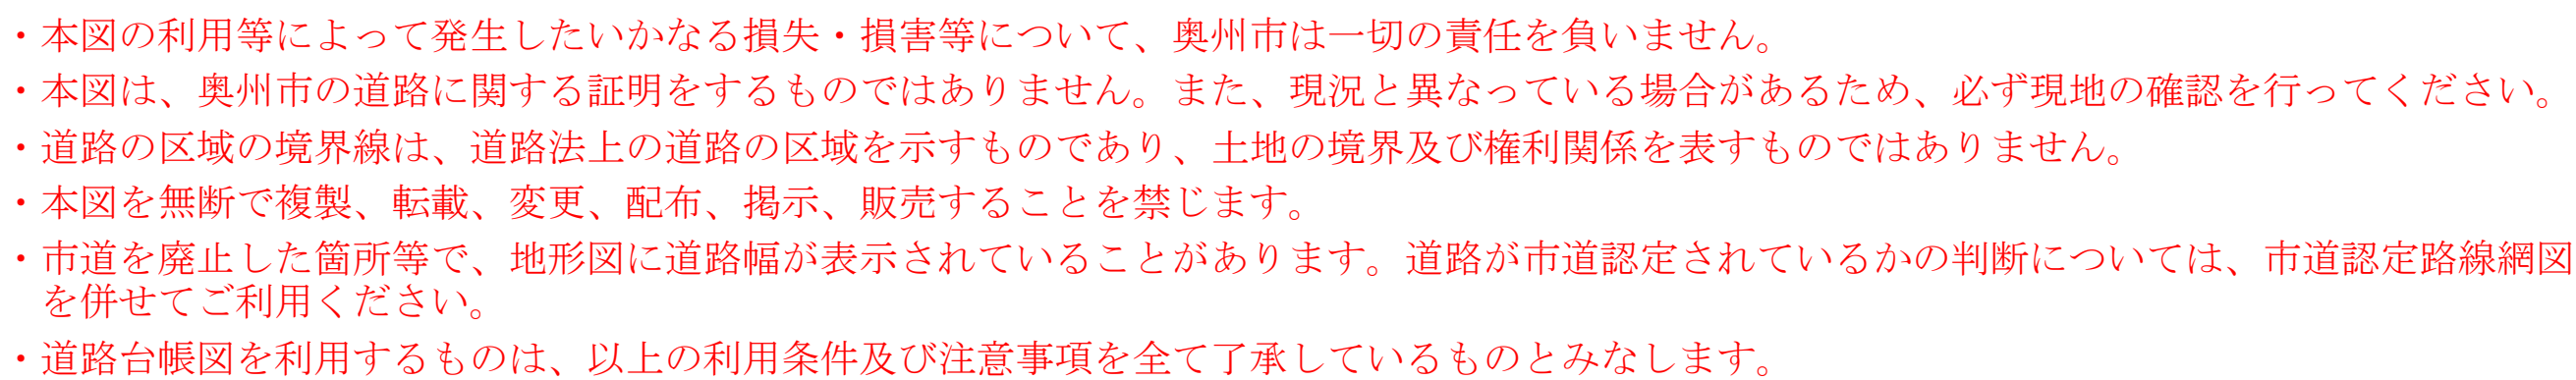 ・本図の利用等によって発生したいかなる損失・損害等について、奥州市は一切の責任を負いません。
・本図は、奥州市の道路に関する証明をするものではありません。また、現況と異なっている場合があるため、必ず現地の確認を行ってください。
・道路の区域の境界線は、道路法上の道路の区域を示すものであり、土地の境界及び権利関係を表すものではありません。
・本図を無断で複製、転載、変更、配布、掲示、販売することを禁じます。
・市道を廃止した箇所等で、地形図に道路幅が表示されていることがあります。道路が市道認定されているかの判断については、市道認定路線網図
を併せてご利用ください。
・道路台帳図を利用するものは、以上の利用条件及び注意事項を全て了承しているものとみなします。